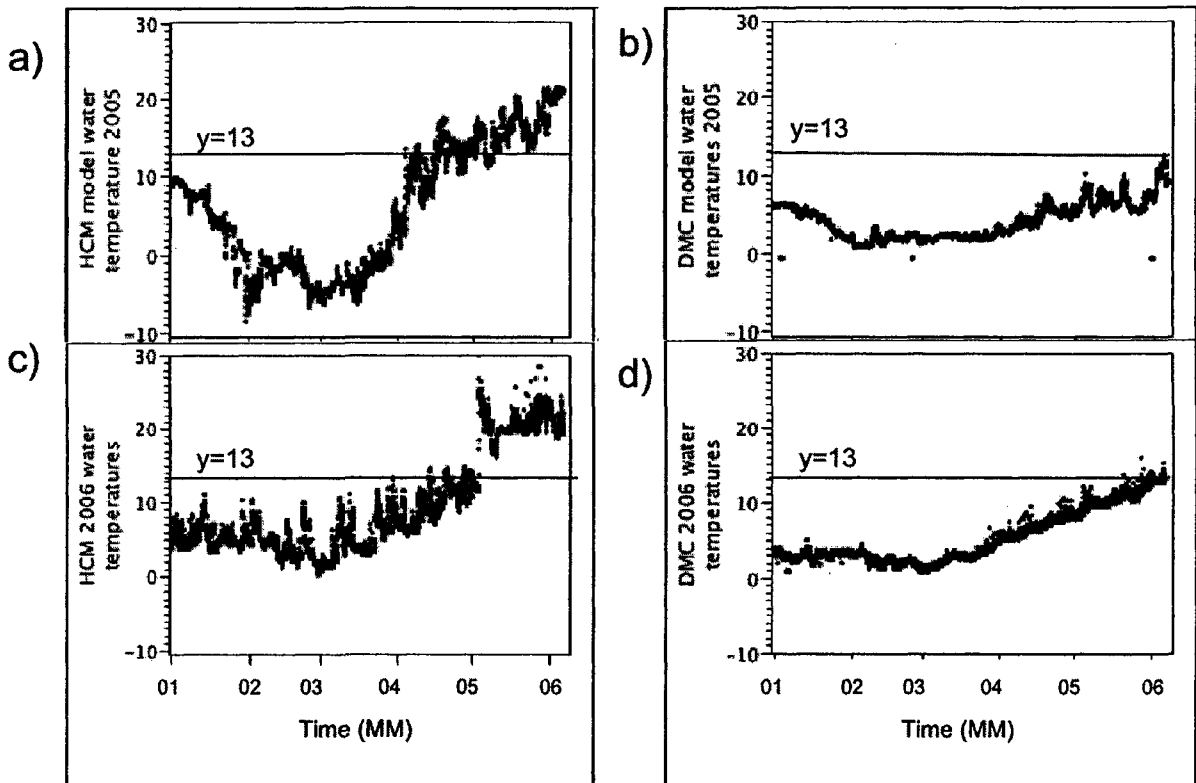 a)
HCM model water
temperature 2005
30
20
10
0
-10
y=13
b)
DMC model water
temperatures 2005
30
20
10
0
-10
y=13
c)
HCM 2006 water
temperatures
30
20
10
0
-10
y=13
01 02 03 04 05 06
Time (MM)
d)
DMC 2006 water
temperatures
30
20
10
0
-10
y=13
01 02 03 04 05 06
Time (MM)